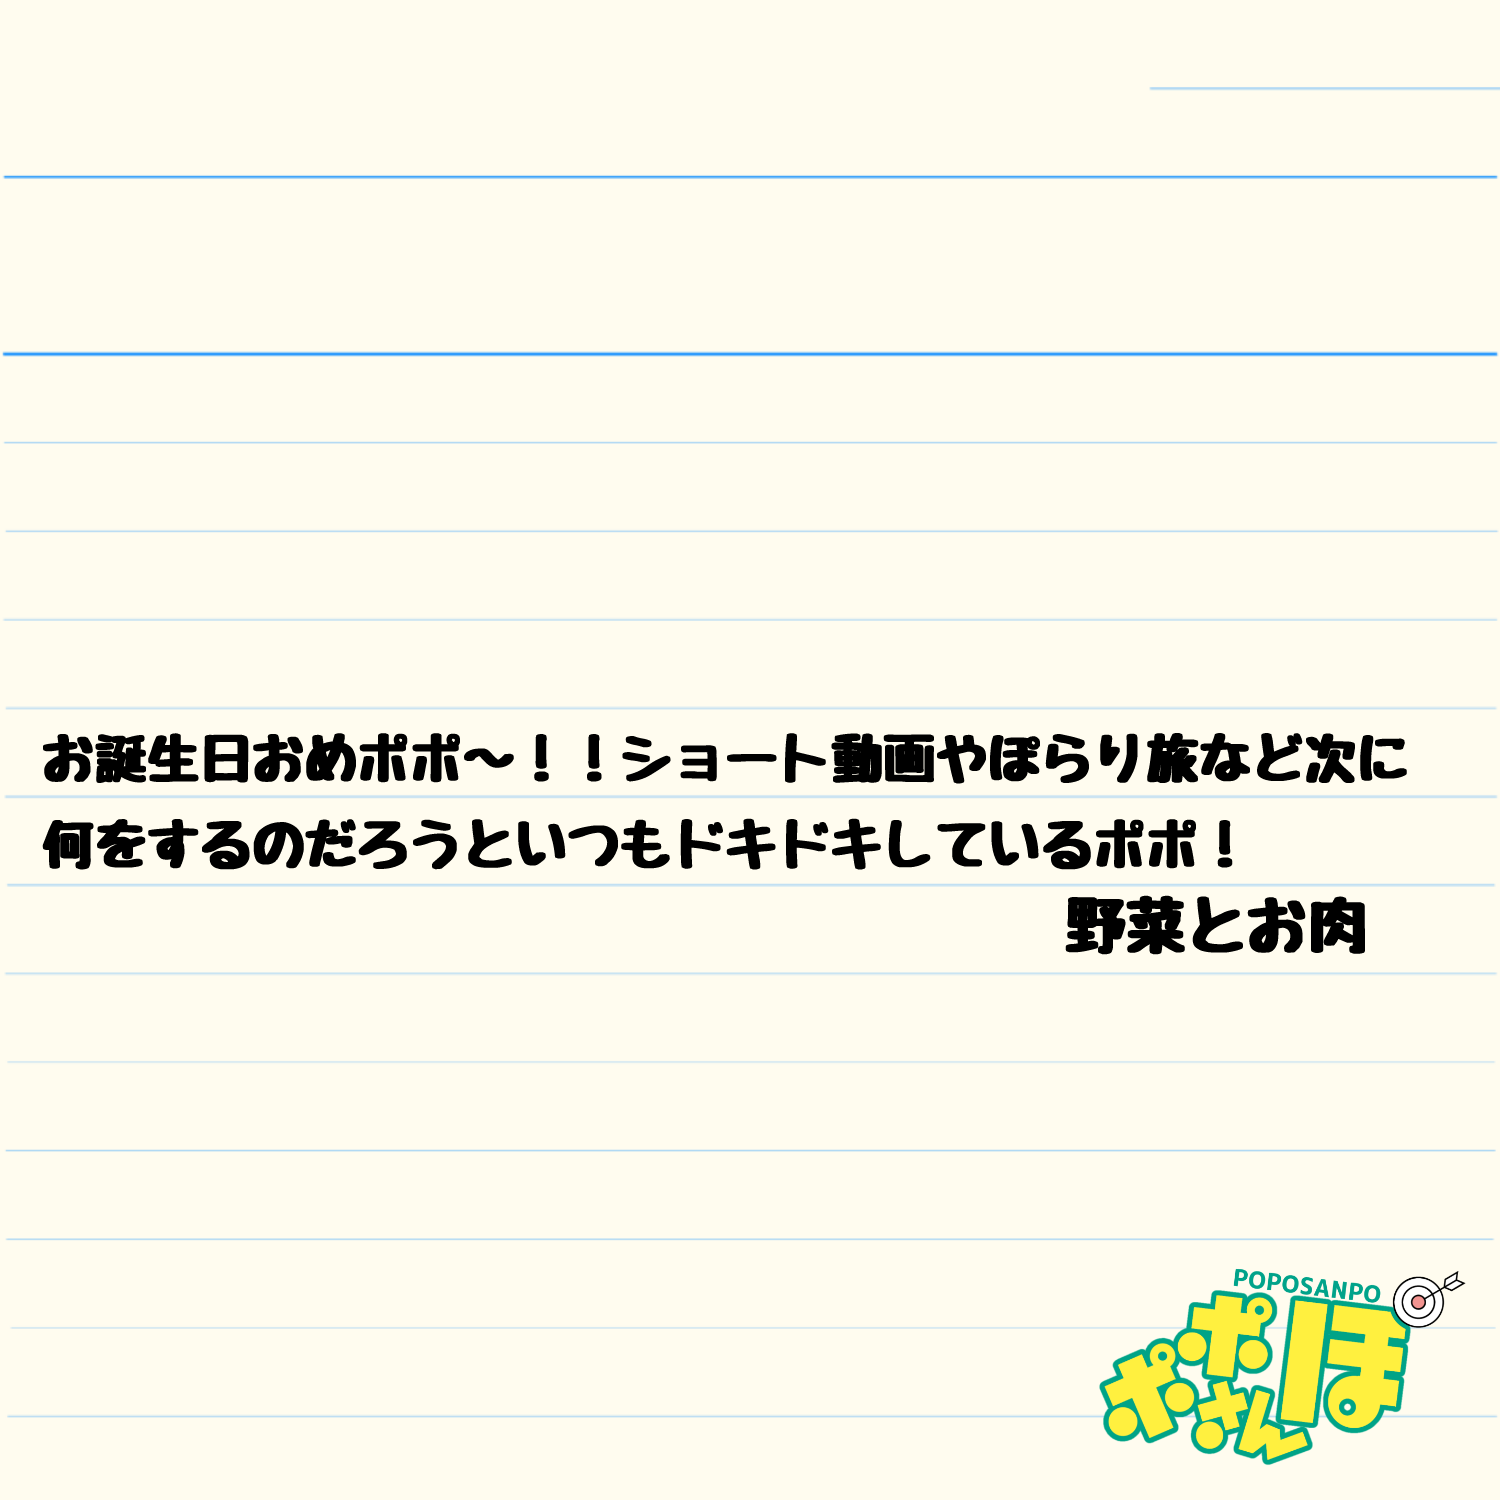 お誕生日おめポポ〜！！ショート動画やぽらり旅など次に
何をするのだろうといつもドキドキしているポポ！
野菜とお肉
POPOSANPO
ポポさんぽ